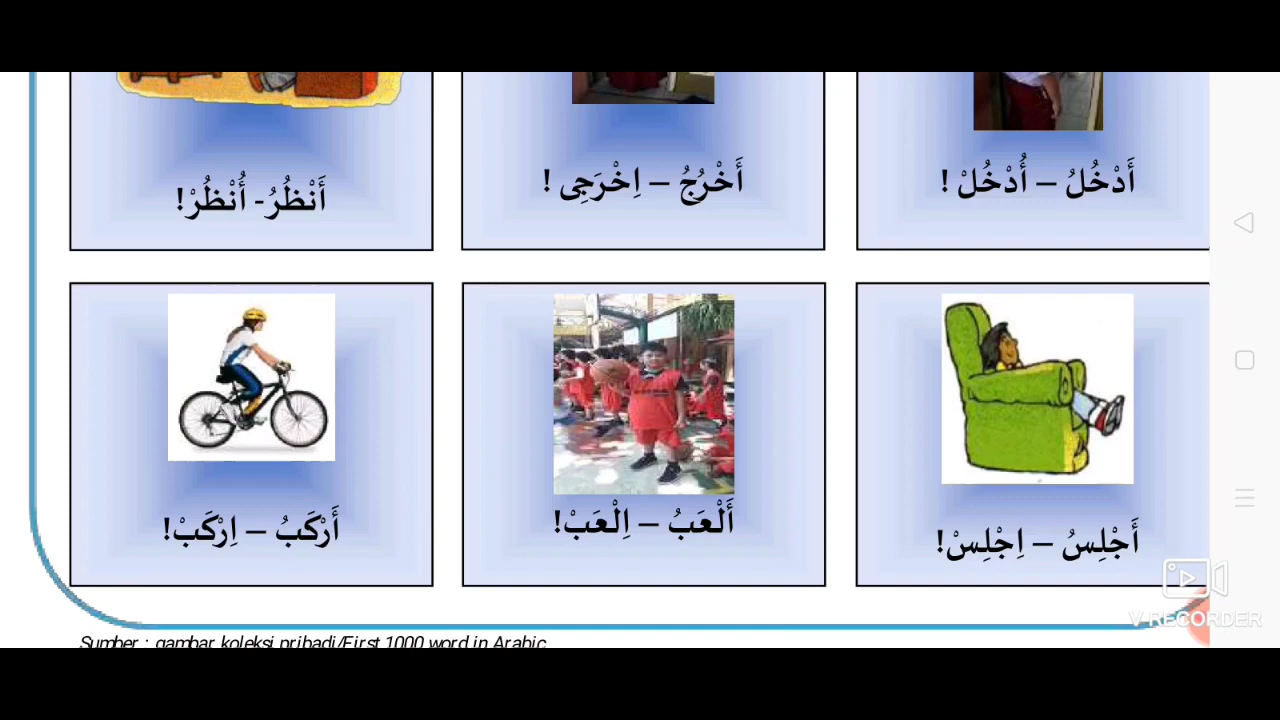 أَدْخُلُ – أُدْخُلْ !
أَخْرُجُ – اِخْرَجِى !
أَنْظُرُ - أُنْظُرْ!
أَجْلِسُ – اِجْلِسْ!
أَلْعَبُ – اِلْعَبْ!
أَرْكَبُ – اِرْكَبْ!
Sumber : gambar koleksi pribadi/First 1000 word in Arabic
V RECORDER